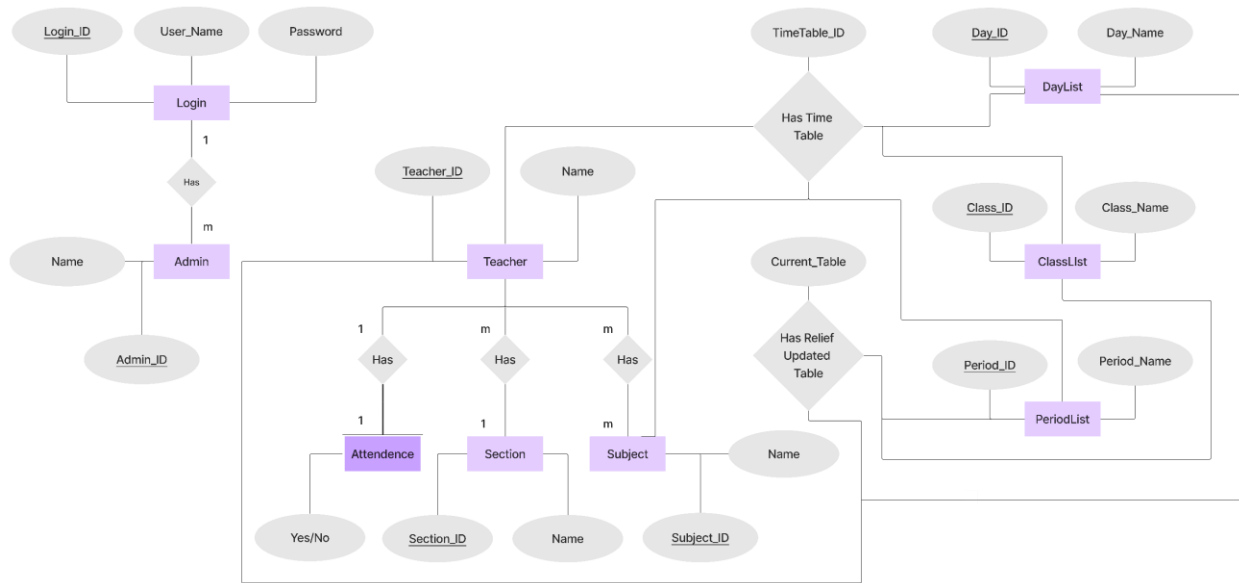 Login_ID
User_Name
Password
TimeTable_ID
Day_ID
Day_Name
DayList
Login
Has Time
Table
1
Has
Teacher_ID
Name
m
Class_ID
Class_Name
Name
Admin
Teacher
Current_Table
ClassLIst
1
m
m
Admin_ID
Has
Has
Has
Has Relief
Updated
Table
Period_ID
Period_Name
1
1
m
PeriodList
Attendence
Section
Subject
Name
Yes/No
Section_ID
Name
Subject_ID